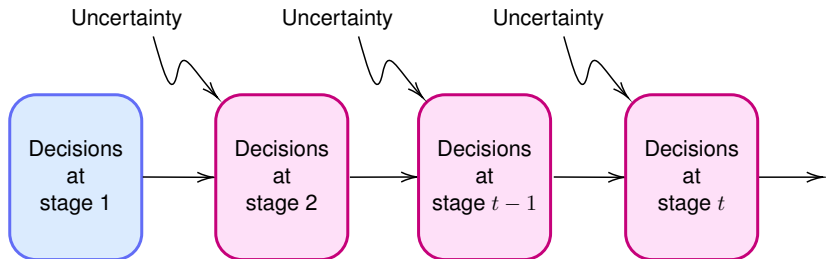 Uncertainty
Uncertainty
Uncertainty
Decisions
at
stage 1
Decisions
at
stage 2
Decisions
at
stage t − 1
Decisions
at
stage t